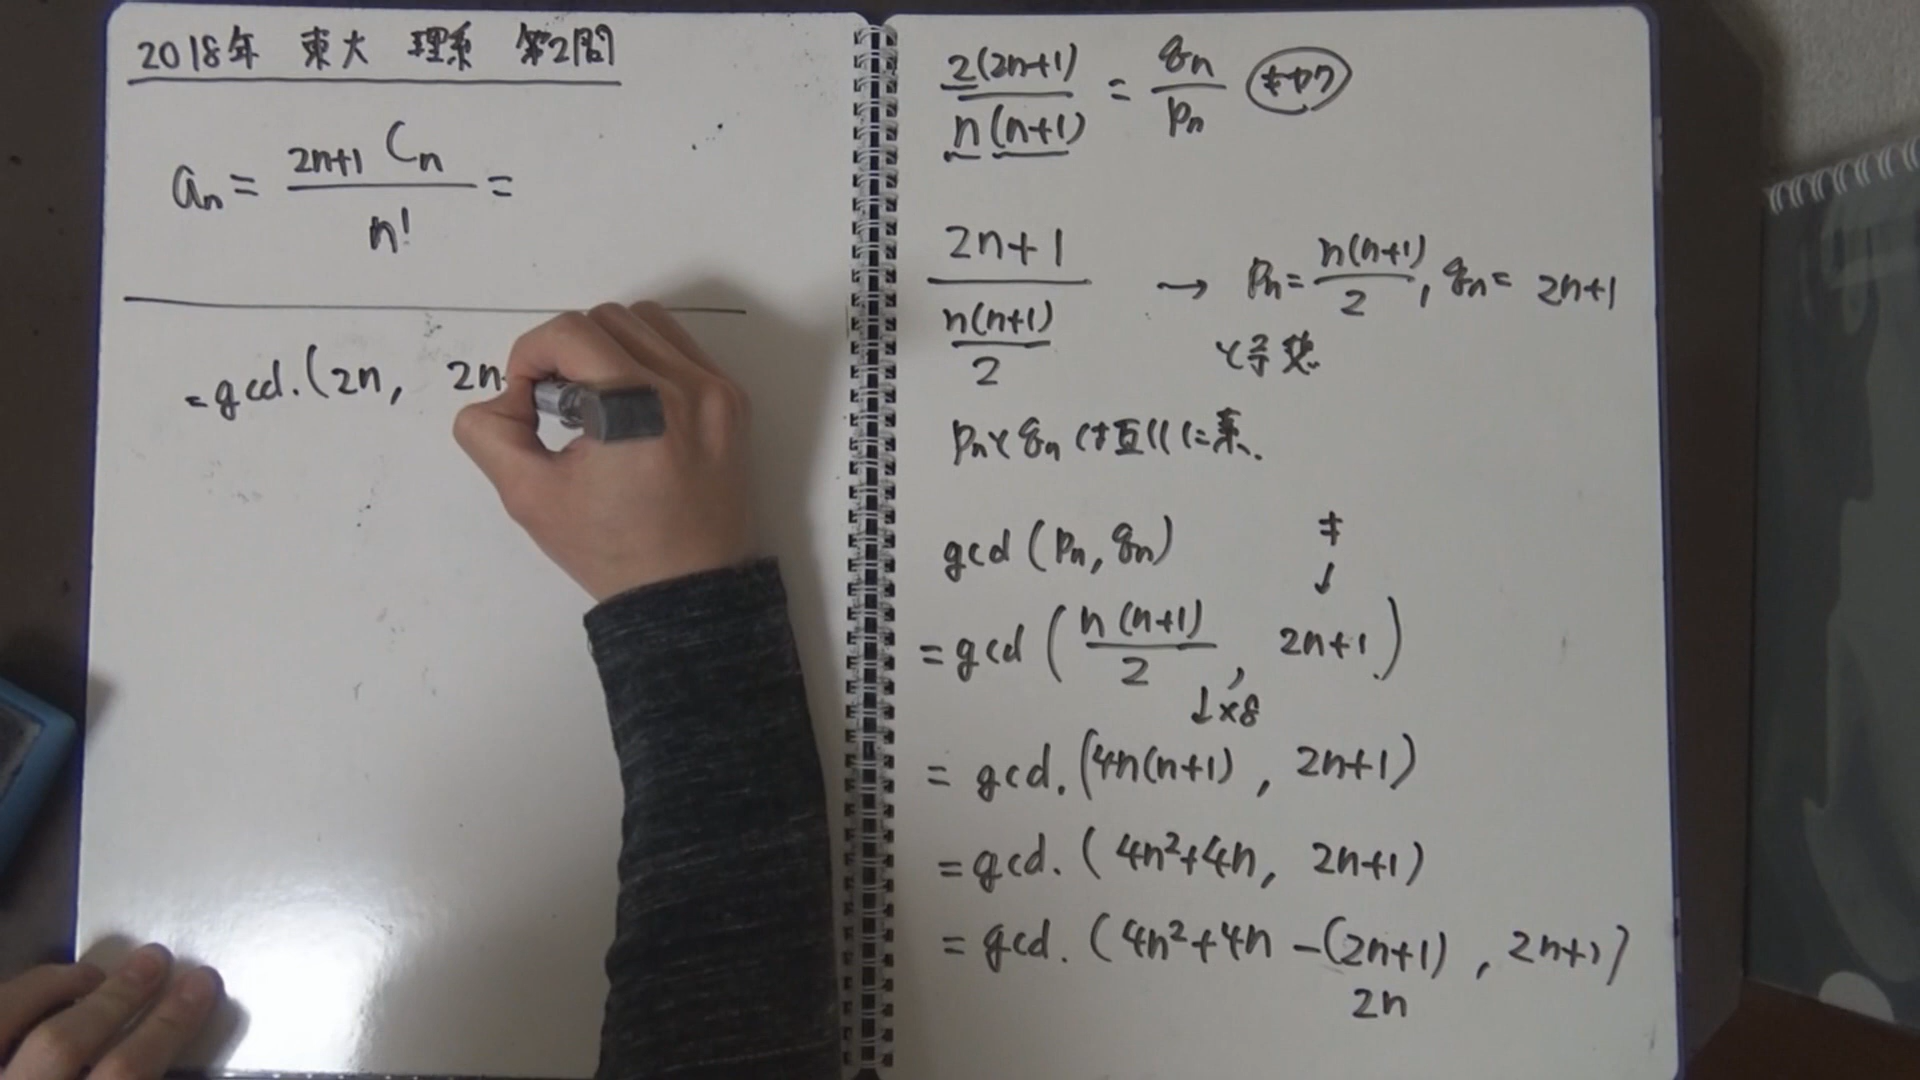 2018年 東大 理系 第2問
aₙ = ₂ₙ₊₁Cₙ / n! =
= gcd.(2n, 2n
2(2n+1) / n(n+1) = qₙ / pₙ キヤク
2n+1 / (n(n+1) / 2) → pₙ = n(n+1) / 2, qₙ = 2n+1
と予想.
pₙとqₙは互いに素.
gcd(pₙ, qₙ) キ
↓
= gcd(n(n+1) / 2, 2n+1)
↓×8
= gcd.(4n(n+1), 2n+1)
= gcd.(4n²+4n, 2n+1)
= gcd.(4n²+4n −(2n+1), 2n+1)
2n